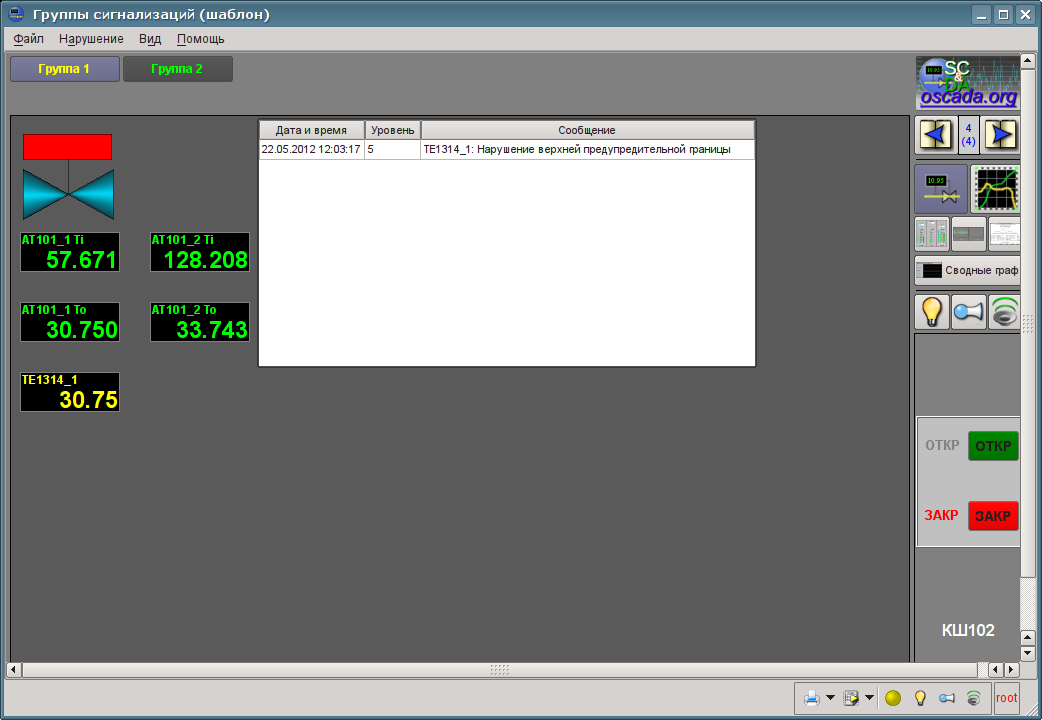 Группы сигнализаций (шаблон)
Файл Нарушение Вид Помощь
Группа 1 Группа 2
SC
&
DA
oscada.org
4
(4)
10.95
Дата и время Уровень Сообщение
22.05.2012 12:03:17 5 TE1314_1: Нарушение верхней предупредительной границы
AT101_1 Ti
57.671
AT101_2 Ti
128.208
AT101_1 To
30.750
AT101_2 To
33.743
TE1314_1
30.75
Сводные граф
ОТКР ОТКР
ЗАКР ЗАКР
КШ102
root